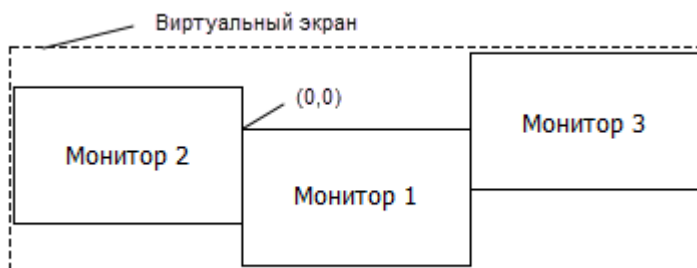 Виртуальный экран
(0,0)
Монитор 3
Монитор 2
Монитор 1